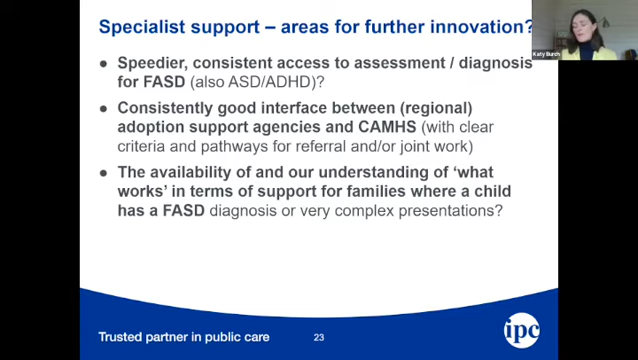 Specialist support – areas for further innovation?
Katy Burch
● Speedier, consistent access to assessment / diagnosis
for FASD (also ASD/ADHD)?
● Consistently good interface between (regional)
adoption support agencies and CAMHS (with clear
criteria and pathways for referral and/or joint work)
● The availability of and our understanding of ‘what
works’ in terms of support for families where a child
has a FASD diagnosis or very complex presentations?
Trusted partner in public care
23
ipc